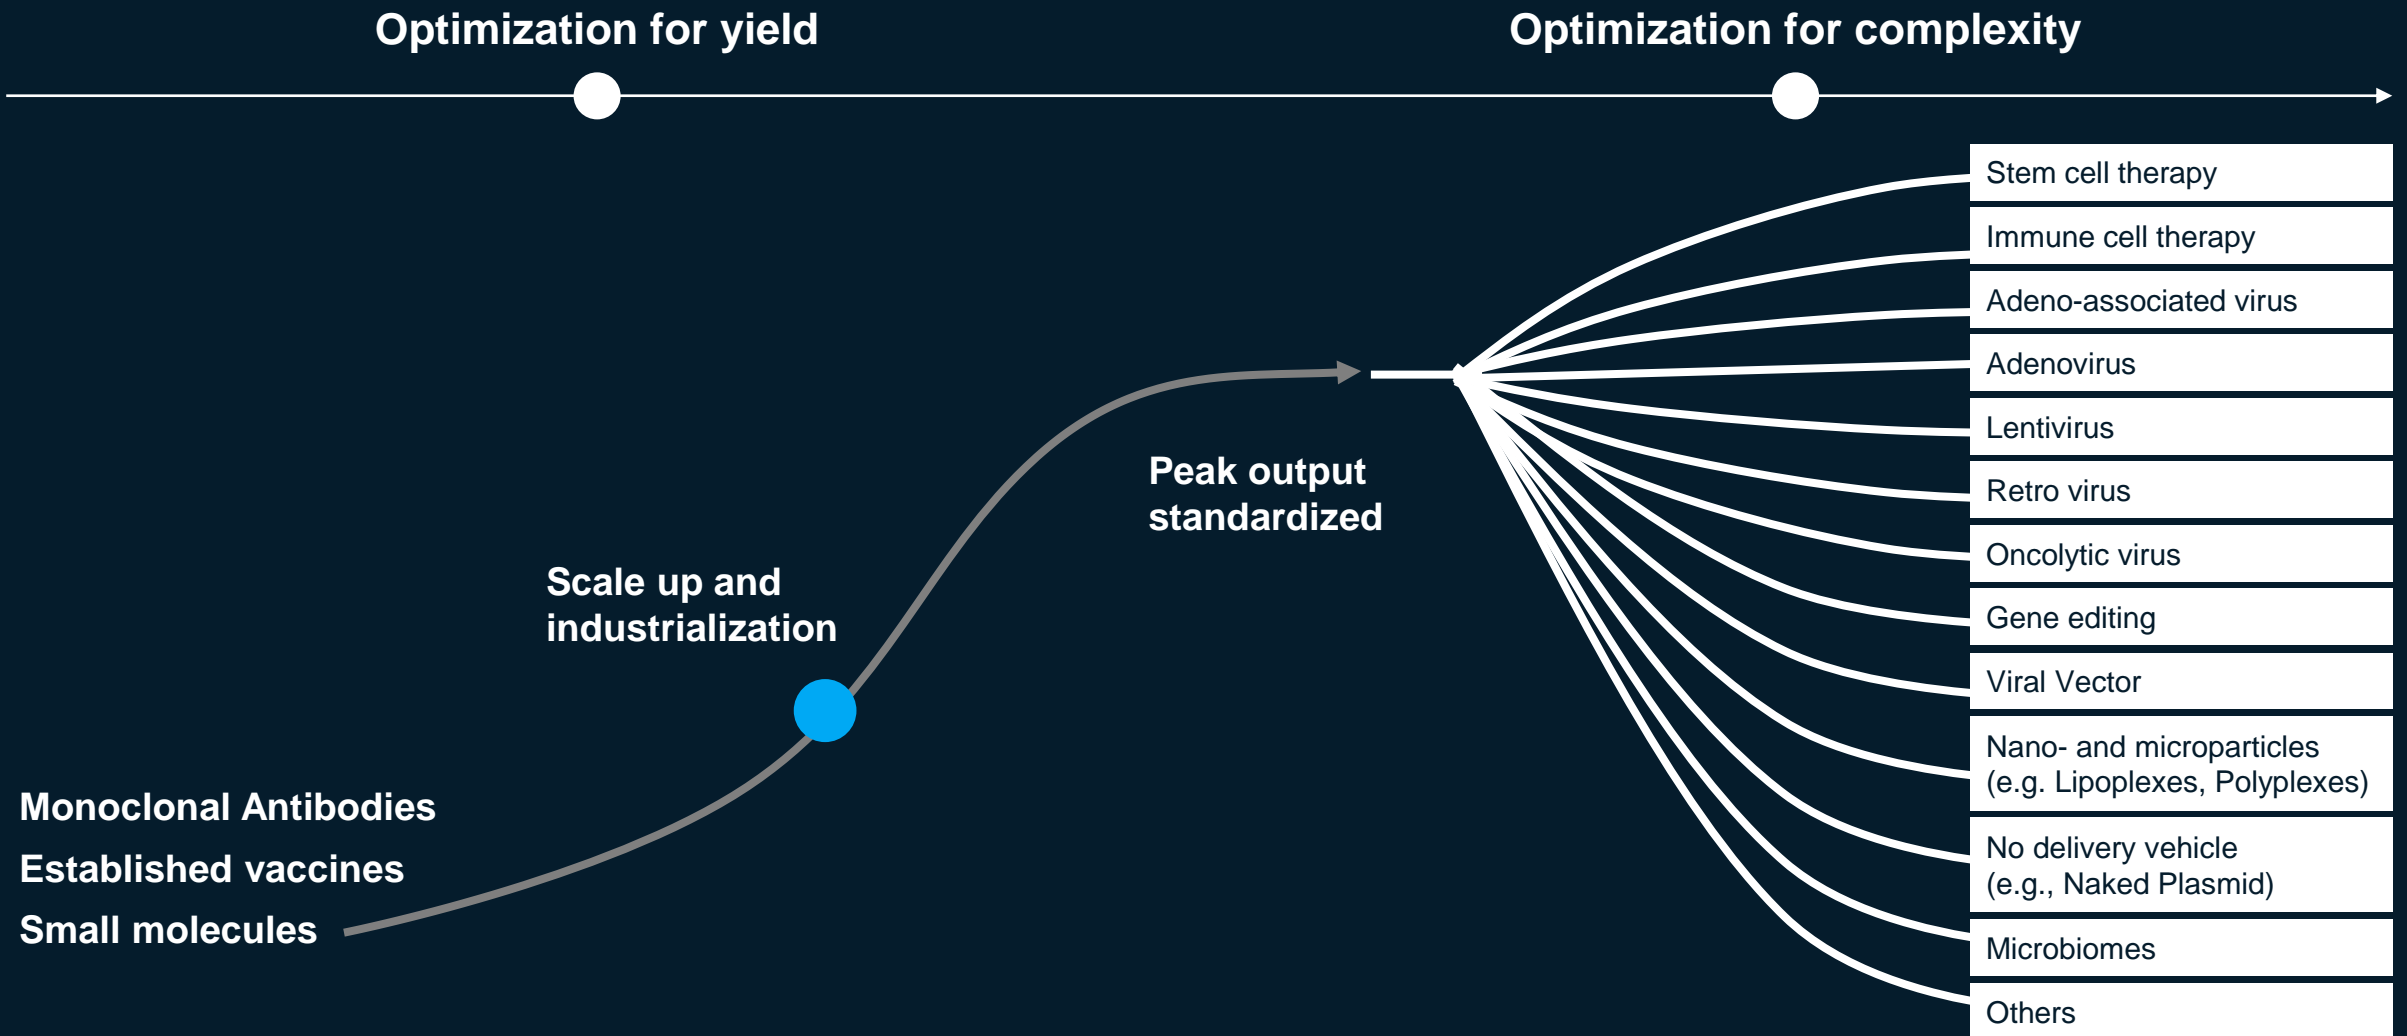 Optimization for yield
Optimization for complexity
Stem cell therapy
Immune cell therapy
Adeno-associated virus
Adenovirus
Lentivirus
Retro virus
Oncolytic virus
Gene editing
Viral Vector
Nano- and microparticles
(e.g. Lipoplexes, Polyplexes)
No delivery vehicle
(e.g., Naked Plasmid)
Microbiomes
Others
Peak output
standardized
Scale up and
industrialization
Monoclonal Antibodies
Established vaccines
Small molecules